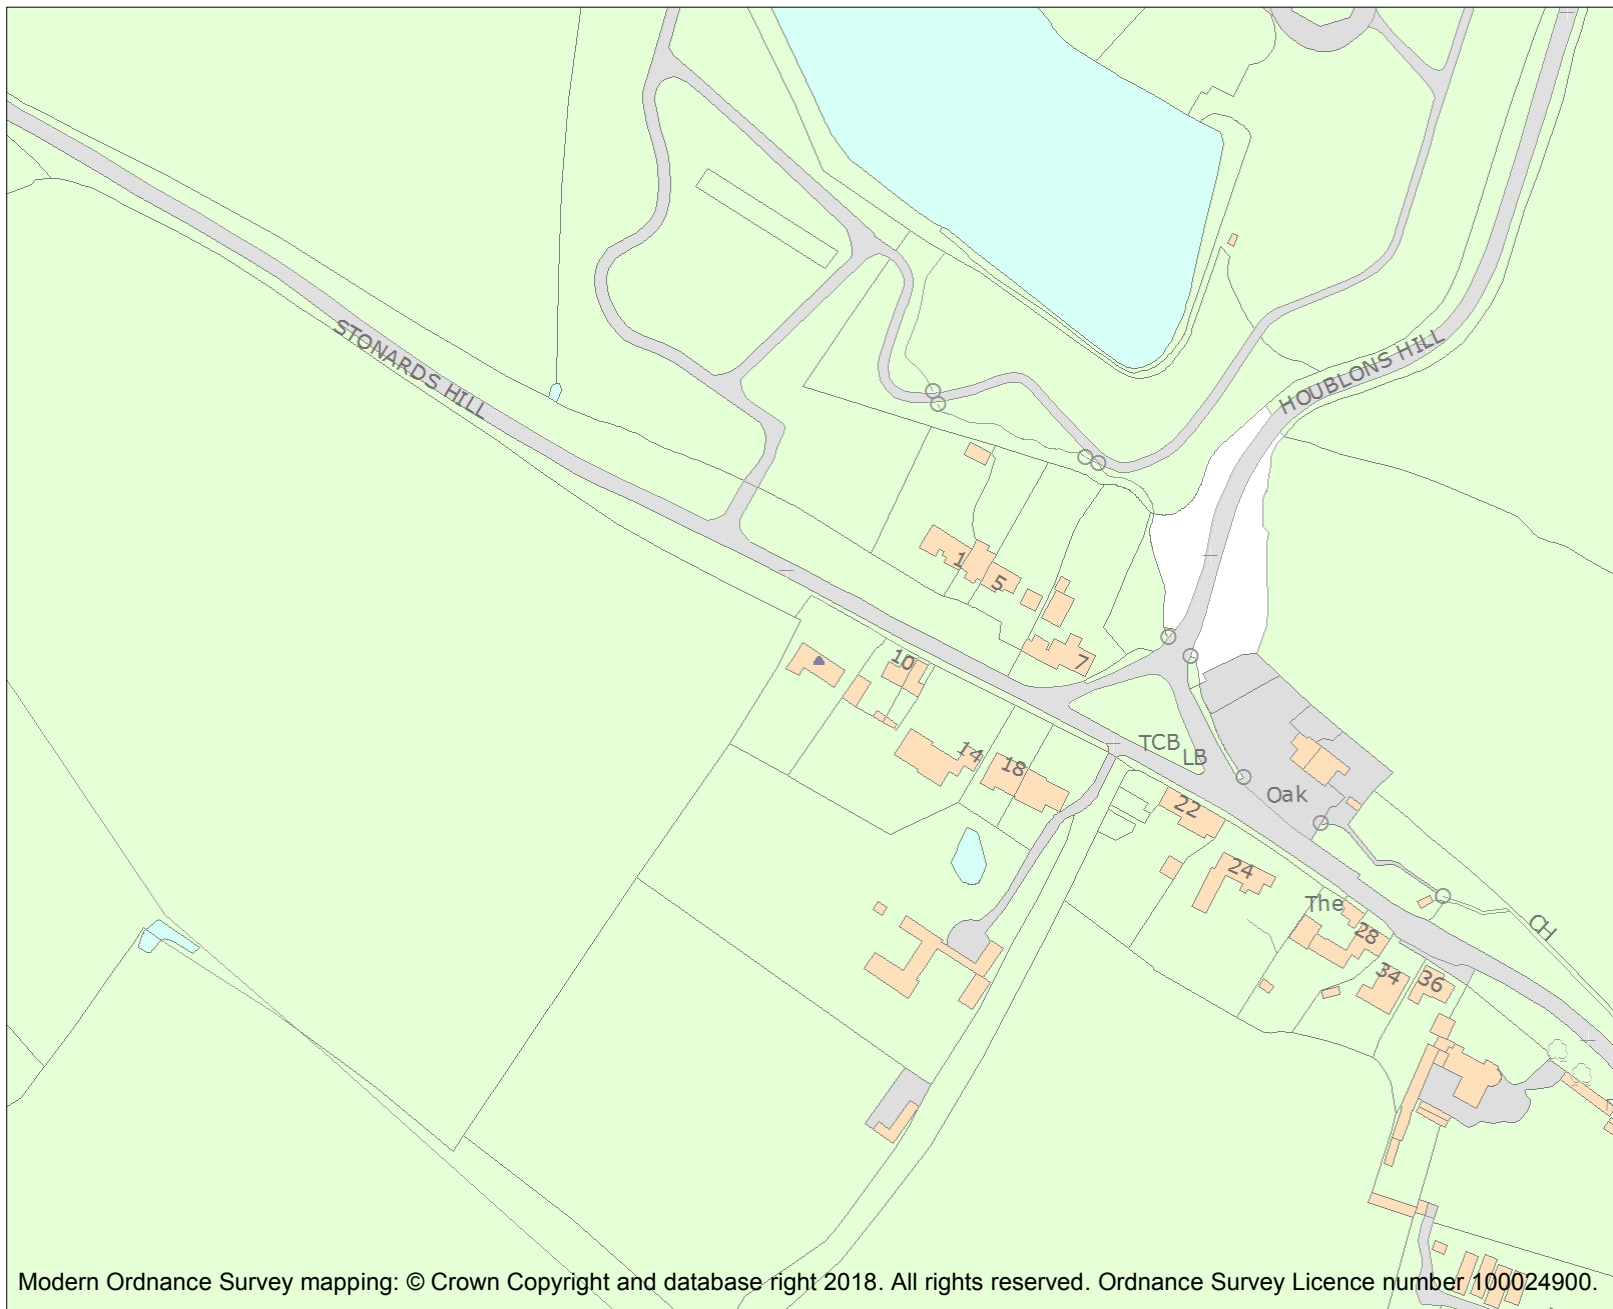 STONARDS HILL
HOUBLONS HILL
1
5
7
10
14
18
TCB
LB
Oak
22
24
The
28
34
36
CH
Modern Ordnance Survey mapping: © Crown Copyright and database right 2018. All rights reserved. Ordnance Survey Licence number 100024900.